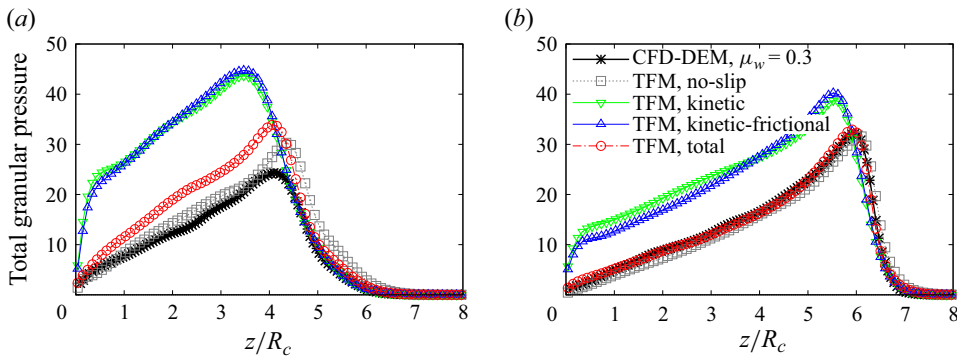 (a)
(b)
Total granular pressure
50
40
30
20
10
0
1
2
3
4
5
6
7
8
z/R_c
50
40
30
20
10
0
1
2
3
4
5
6
7
8
z/R_c
CFD-DEM, μ_w = 0.3
TFM, no-slip
TFM, kinetic
TFM, kinetic-frictional
TFM, total